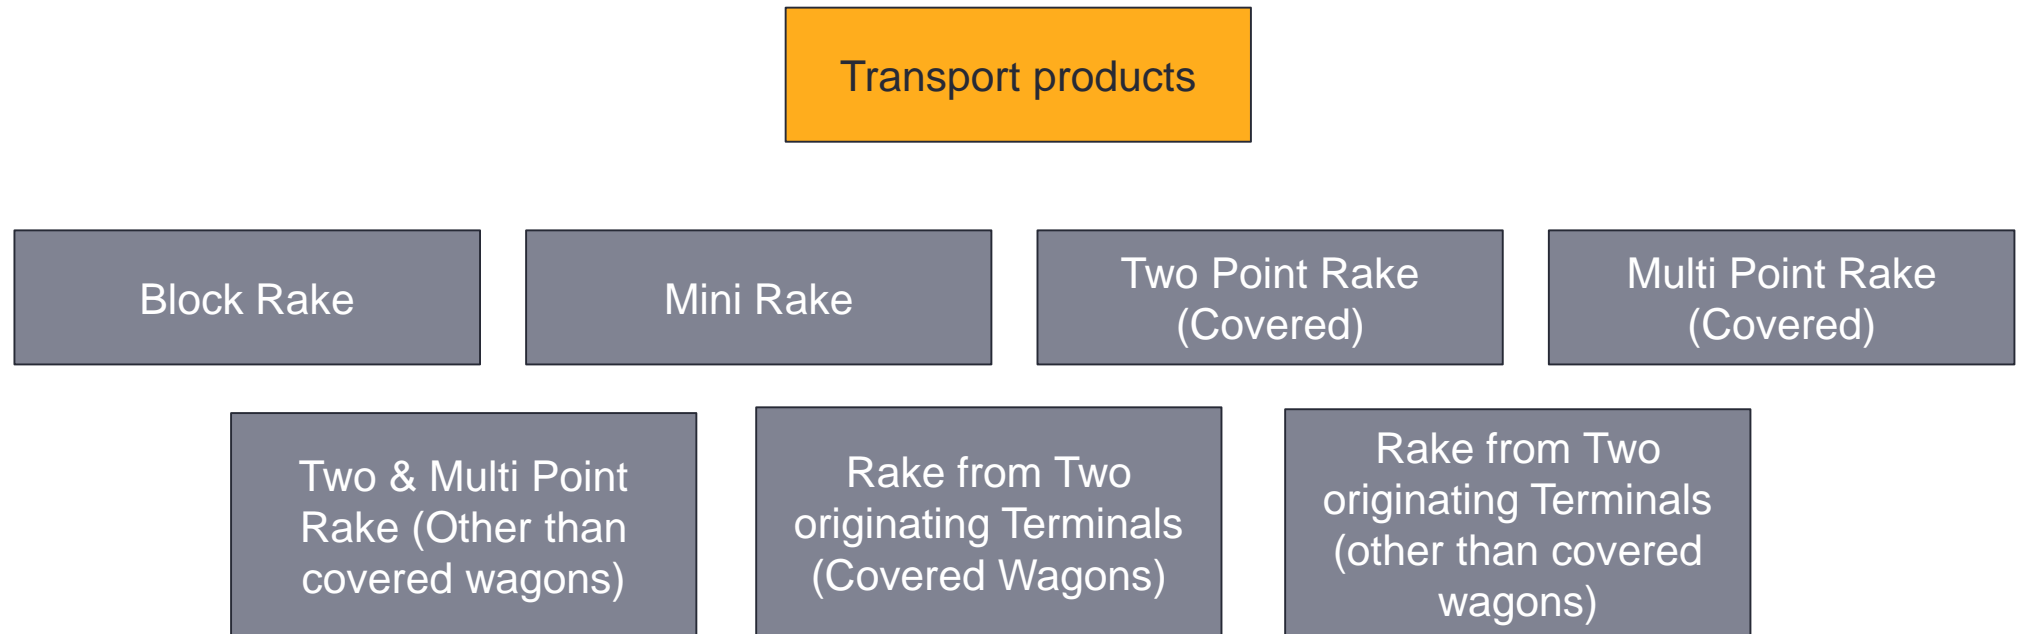 Transport products
Block Rake
Mini Rake
Two Point Rake
(Covered)
Multi Point Rake
(Covered)
Two & Multi Point
Rake (Other than
covered wagons)
Rake from Two
originating Terminals
(Covered Wagons)
Rake from Two
originating Terminals
(other than covered
wagons)